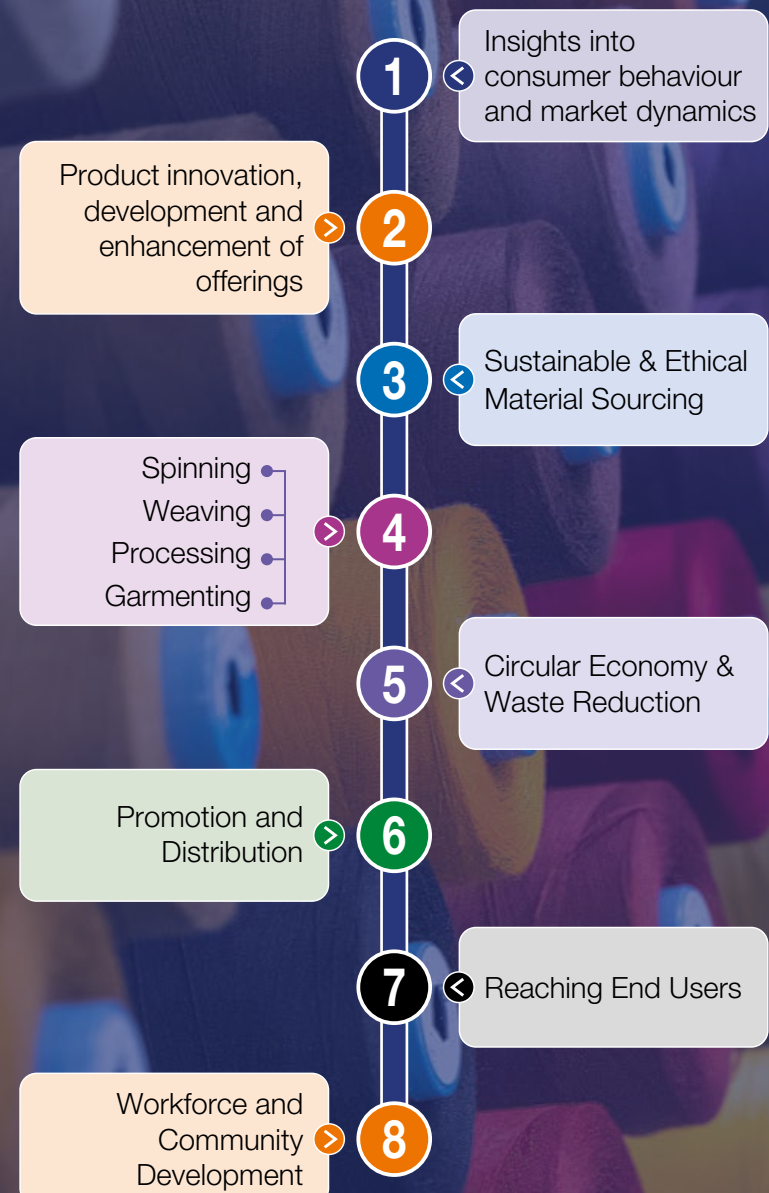 1
Insights into
consumer behaviour
and market dynamics
Product innovation,
development and
enhancement of
offerings
2
3
Sustainable & Ethical
Material Sourcing
Spinning
Weaving
Processing
Garmenting
4
5
Circular Economy &
Waste Reduction
Promotion and
Distribution
6
7
Reaching End Users
Workforce and
Community
Development
8